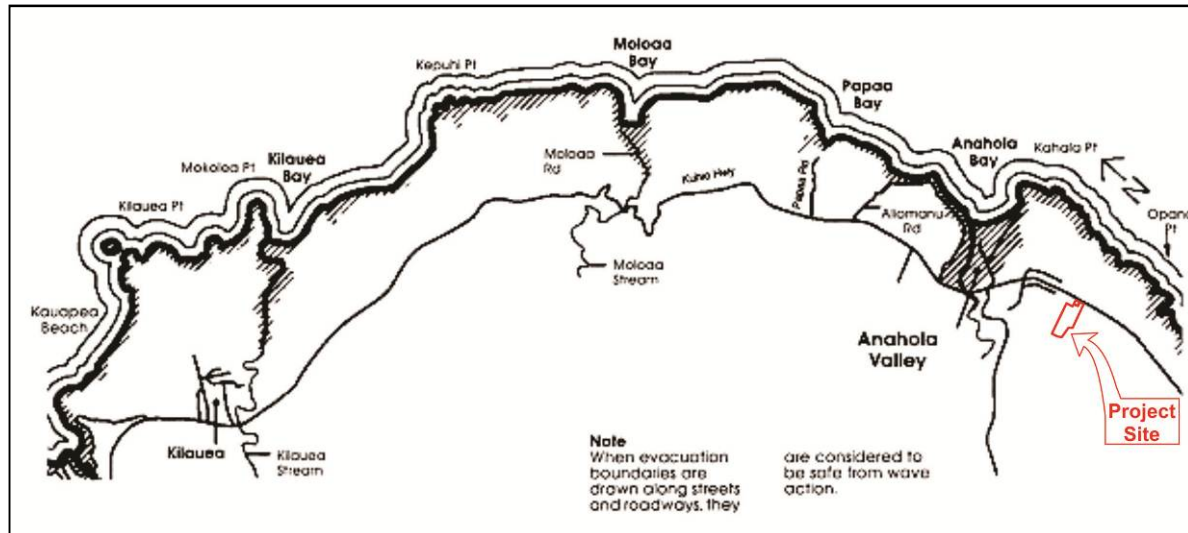 Moloaa
Bay
Kepuhi Pt
Papaa
Bay
Mokolea Pt
Kilauea
Bay
Anahola
Bay
Kahala Pt
Kilauea Pt
Moloaa
Rd
Kuhio Hwy
Papaa Rd
Aliomanu
Rd
N
Opana
Pt
Moloaa
Stream
Kauapea
Beach
Anahola
Valley
Project
Site
Kilauea
Kilauea
Stream
Note
When evacuation
boundaries are
drawn along streets
and roadways, they
are considered to
be safe from wave
action.